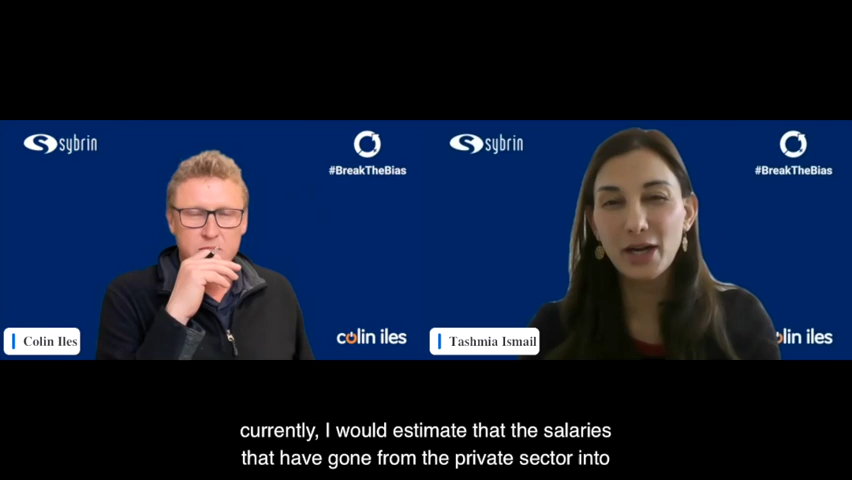 sybrin
#BreakTheBias
sybrin
#BreakTheBias
colin iles
Colin Iles
lin iles
Tashmia Ismail
currently, I would estimate that the salaries
that have gone from the private sector into